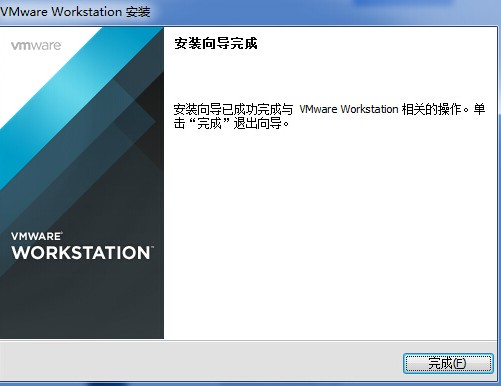 VMware Workstation 安装
vmware
安装向导完成
安装向导已成功完成与 VMware Workstation 相关的操作。单
击“完成”退出向导。
VMWARE®
WORKSTATION™
完成(F)